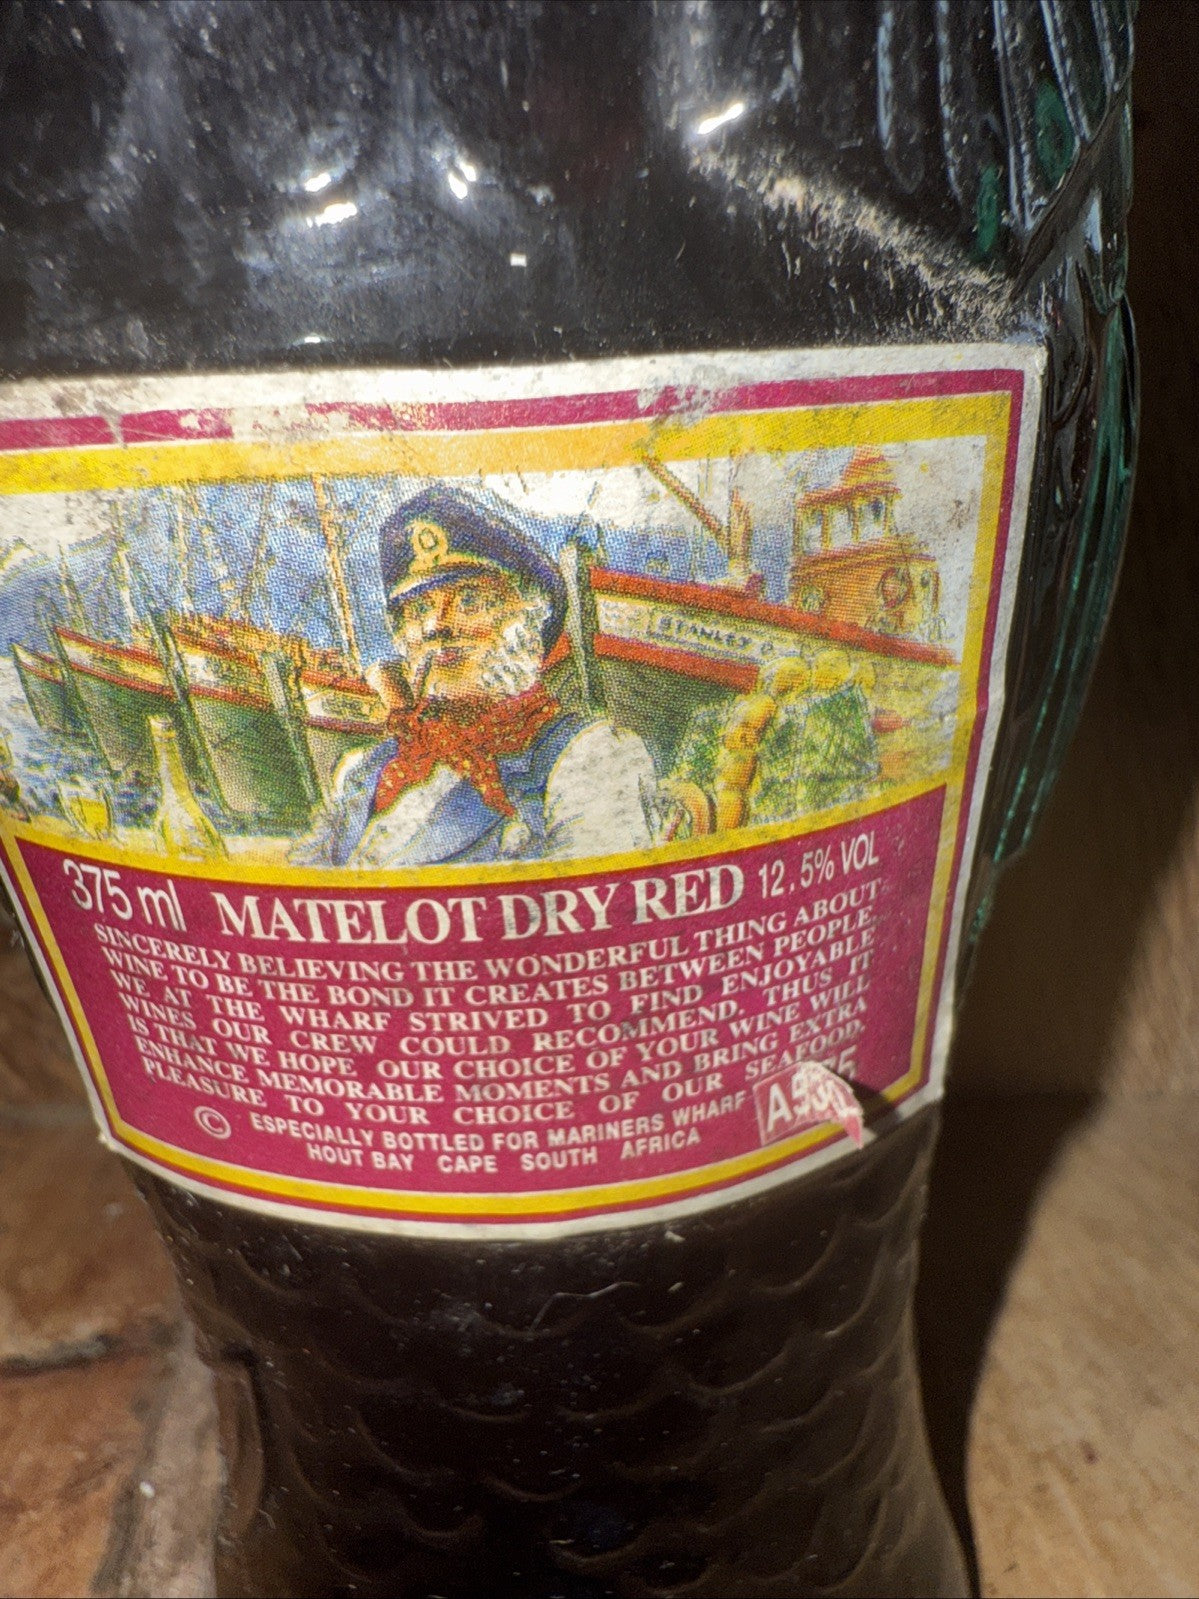 STANLEY
375 ml MATELOT DRY RED 12.5% VOL
SINCERELY BELIEVING THE WONDERFUL THING ABOUT
WINE TO BE THE BOND IT CREATES BETWEEN PEOPLE,
WE AT THE WHARF STRIVED TO FIND ENJOYABLE
WINES OUR CREW COULD RECOMMEND. THUS IT
IS THAT WE HOPE OUR CHOICE OF YOUR WINE WILL
ENHANCE MEMORABLE MOMENTS AND BRING EXTRA
PLEASURE TO YOUR CHOICE OF OUR SEAFOOD.
© ESPECIALLY BOTTLED FOR MARINERS WHARF
HOUT BAY CAPE SOUTH AFRICA